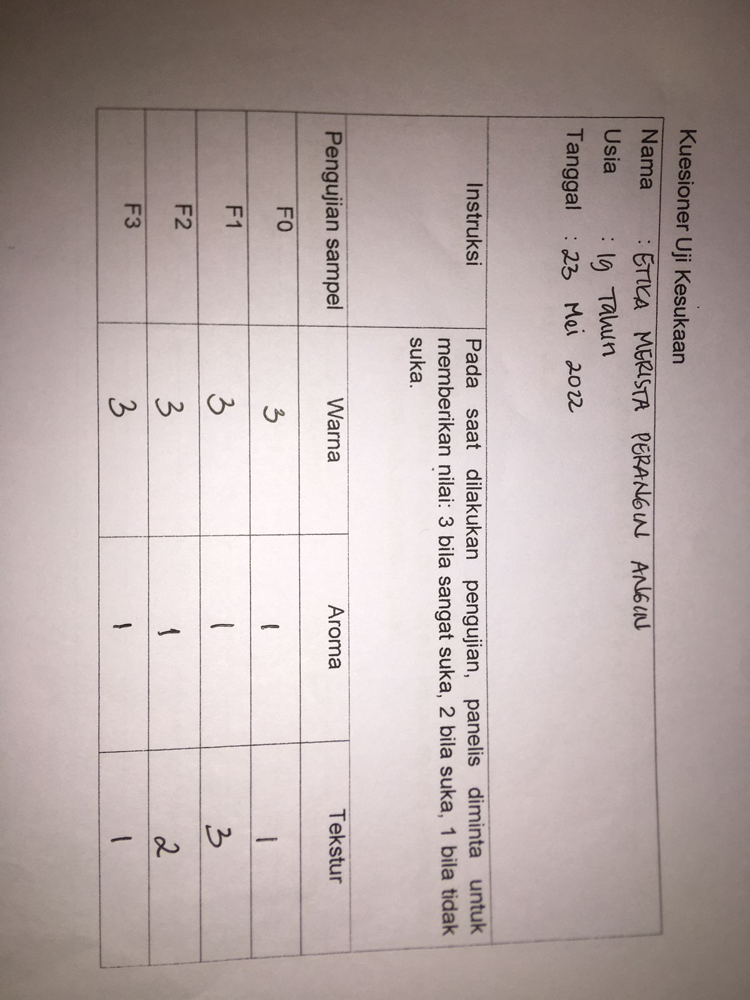 Kuesioner Uji Kesukaan
Nama : ETIKA MERISTA PERANGIN ANGIN
Usia : 19 Tahun
Tanggal : 23 Mei 2022
Instruksi
Pada saat dilakukan pengujian, panelis diminta untuk
memberikan nilai: 3 bila sangat suka, 2 bila suka, 1 bila tidak
suka.
Pengujian sampel Warna Aroma Tekstur
F0 3 1 1
F1 3 1 3
F2 3 1 2
F3 3 1 1